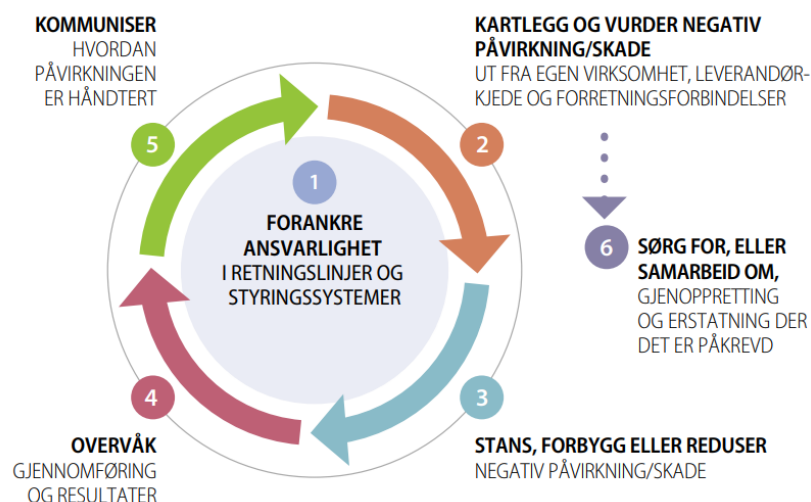 1
FORANKRE
ANSVARLIGHET
I RETNINGSLINJER OG
STYRINGSSYSTEMER
2
KARTLEGG OG VURDER NEGATIV
PÅVIRKNING/SKADE
UT FRA EGEN VIRKSOMHET, LEVERANDØR-
KJEDE OG FORRETNINGSFORBINDELSER
3
STANS, FORBYGG ELLER REDUSER
NEGATIV PÅVIRKNING/SKADE
4
OVERVÅK
GJENNOMFØRING
OG RESULTATER
5
KOMMUNISER
HVORDAN
PÅVIRKNINGEN
ER HÅNDTERT
6
SØRG FOR, ELLER
SAMARBEID OM,
GJENOPPRETTING
OG ERSTATNING DER
DET ER PÅKREVD